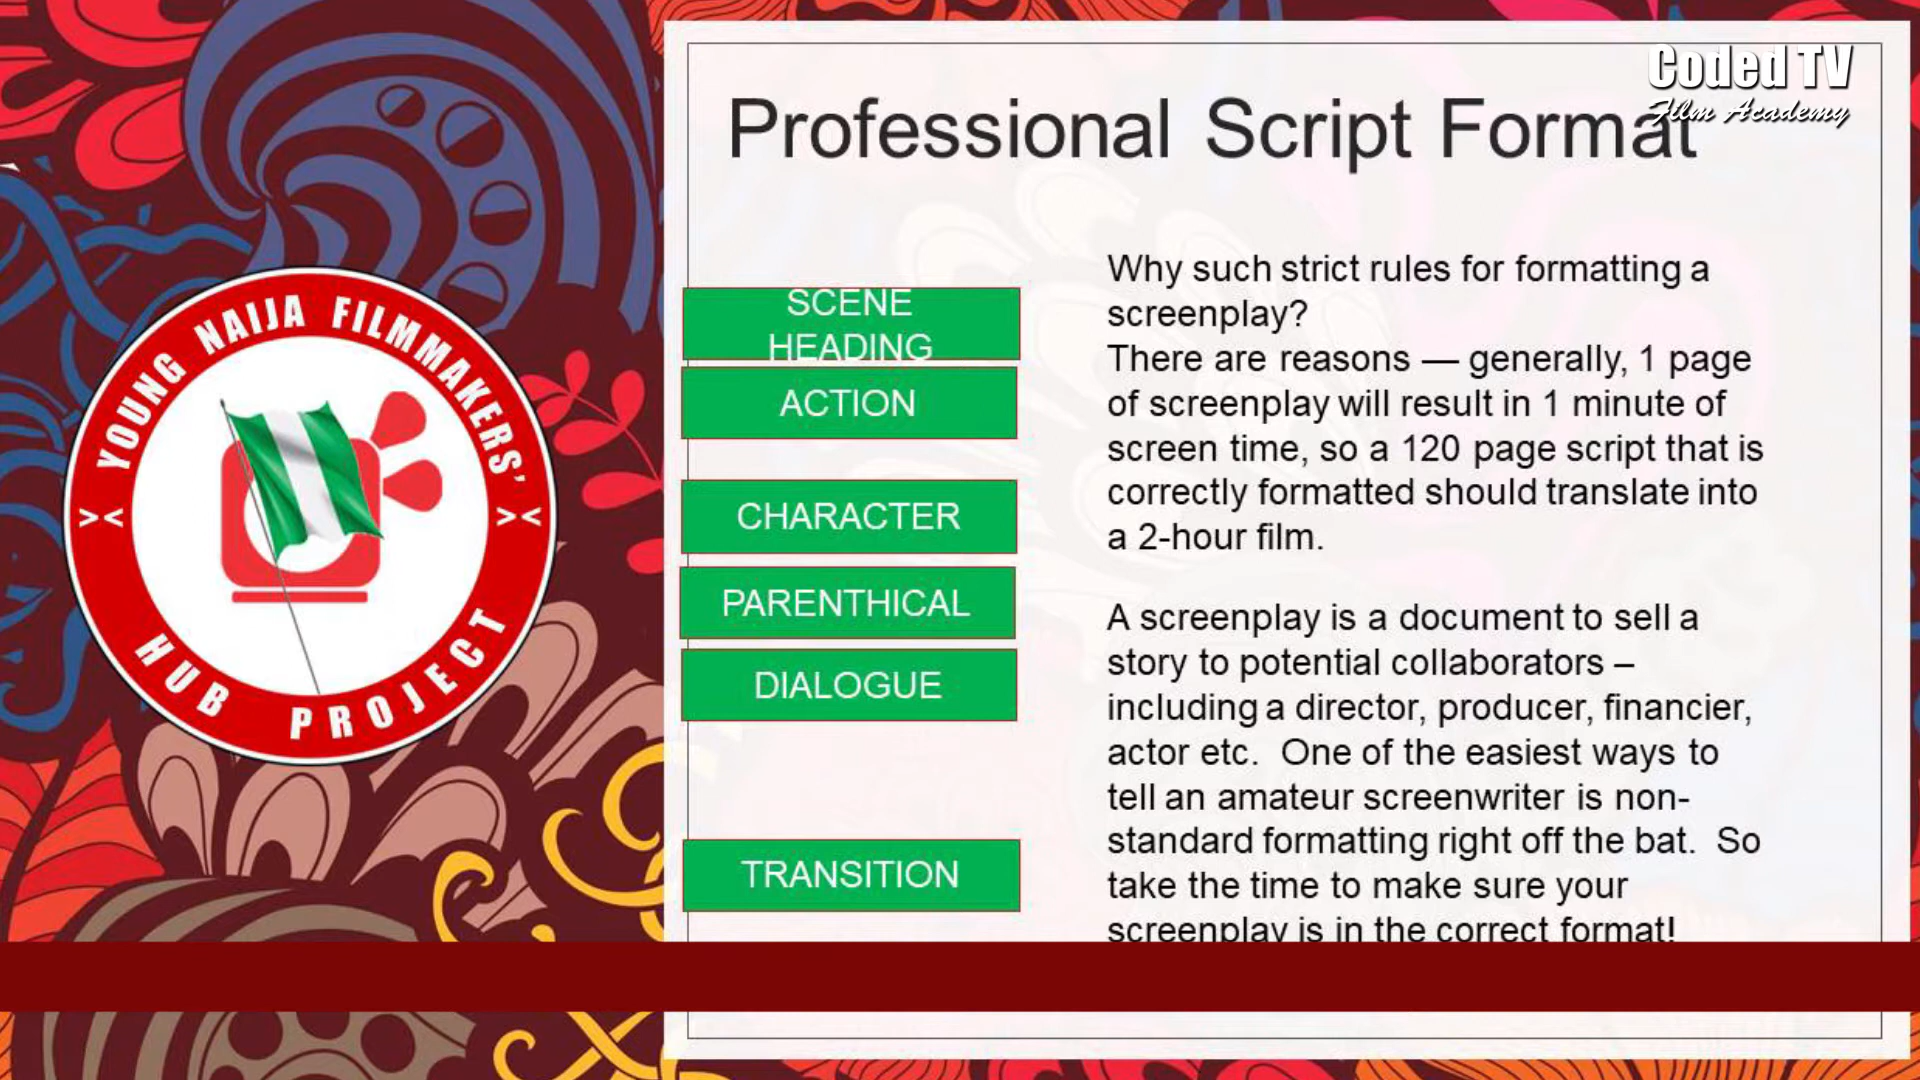 Coded TV
Film Academy
Professional Script Format
YOUNG NAIJA FILMMAKERS'
HUB PROJECT
SCENE
HEADING
ACTION
CHARACTER
PARENTHICAL
DIALOGUE
TRANSITION
Why such strict rules for formatting a
screenplay?
There are reasons — generally, 1 page
of screenplay will result in 1 minute of
screen time, so a 120 page script that is
correctly formatted should translate into
a 2-hour film.
A screenplay is a document to sell a
story to potential collaborators –
including a director, producer, financier,
actor etc.  One of the easiest ways to
tell an amateur screenwriter is non-
standard formatting right off the bat.  So
take the time to make sure your
screenplay is in the correct format!